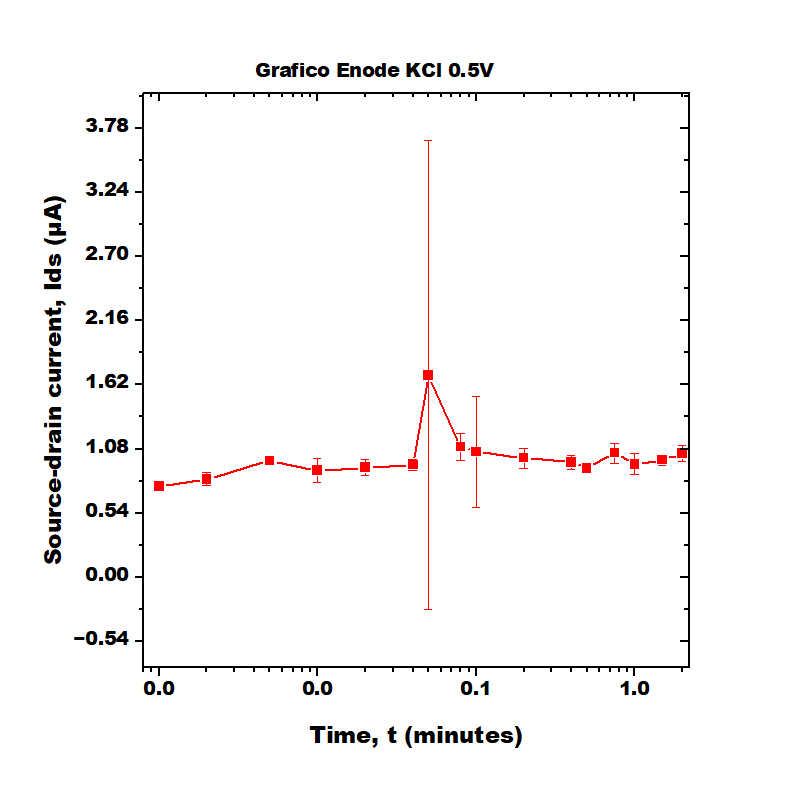 Grafico Enode KCl 0.5V
3.78
3.24
2.70
2.16
1.62
1.08
0.54
0.00
−0.54
Source-drain current, Ids (µA)
0.0 0.0 0.1 1.0
Time, t (minutes)